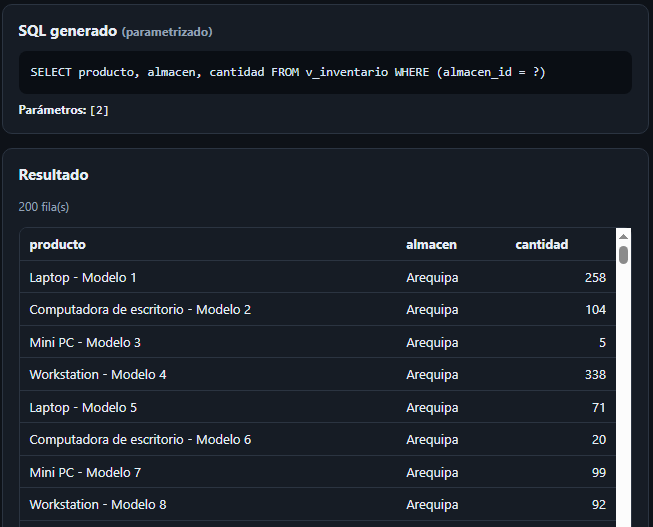 SQL generado (parametrizado)
SELECT producto, almacen, cantidad FROM v_inventario WHERE (almacen_id = ?)
Parámetros: [2]
Resultado
200 fila(s)
producto almacen cantidad
Laptop - Modelo 1 Arequipa 258
Computadora de escritorio - Modelo 2 Arequipa 104
Mini PC - Modelo 3 Arequipa 5
Workstation - Modelo 4 Arequipa 338
Laptop - Modelo 5 Arequipa 71
Computadora de escritorio - Modelo 6 Arequipa 20
Mini PC - Modelo 7 Arequipa 99
Workstation - Modelo 8 Arequipa 92